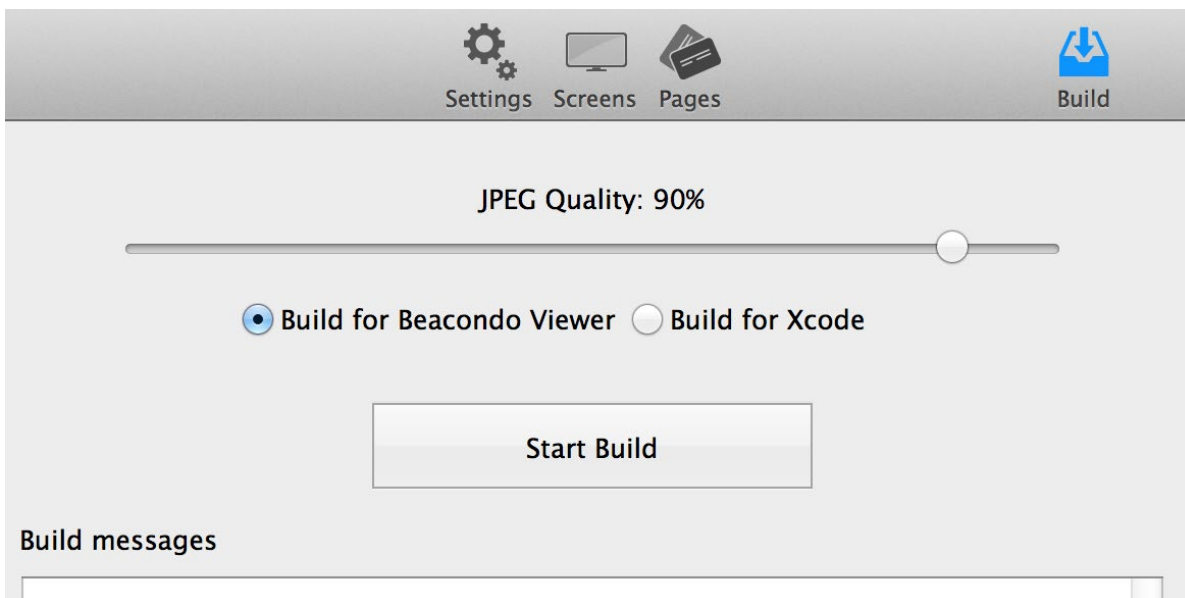 Settings Screens Pages Build
JPEG Quality: 90%
Build for Beacondo Viewer Build for Xcode
Start Build
Build messages